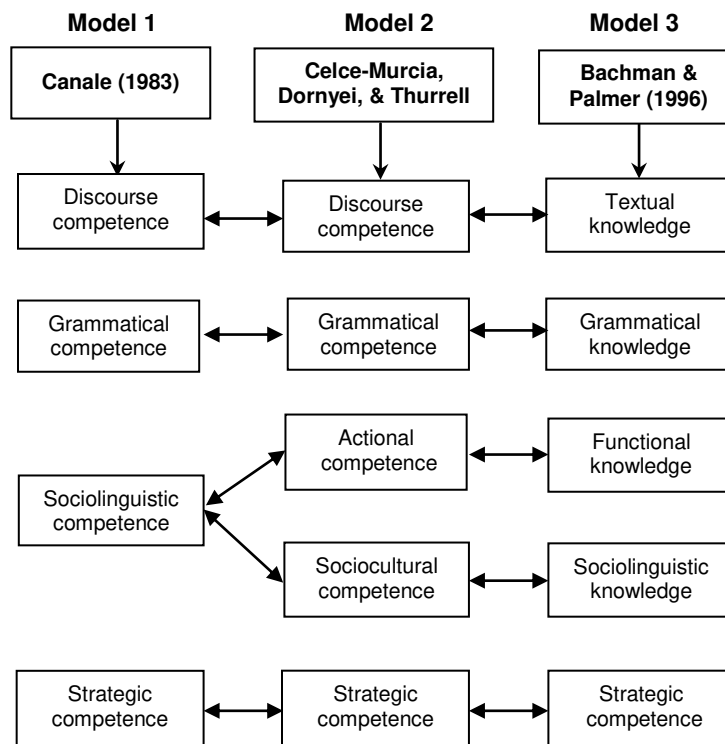 Model 1
Model 2
Model 3
Canale (1983)
Celce-Murcia,
Dornyei, & Thurrell
Bachman &
Palmer (1996)
Discourse
competence
Discourse
competence
Textual
knowledge
Grammatical
competence
Grammatical
competence
Grammatical
knowledge
Sociolinguistic
competence
Actional
competence
Functional
knowledge
Sociocultural
competence
Sociolinguistic
knowledge
Strategic
competence
Strategic
competence
Strategic
competence